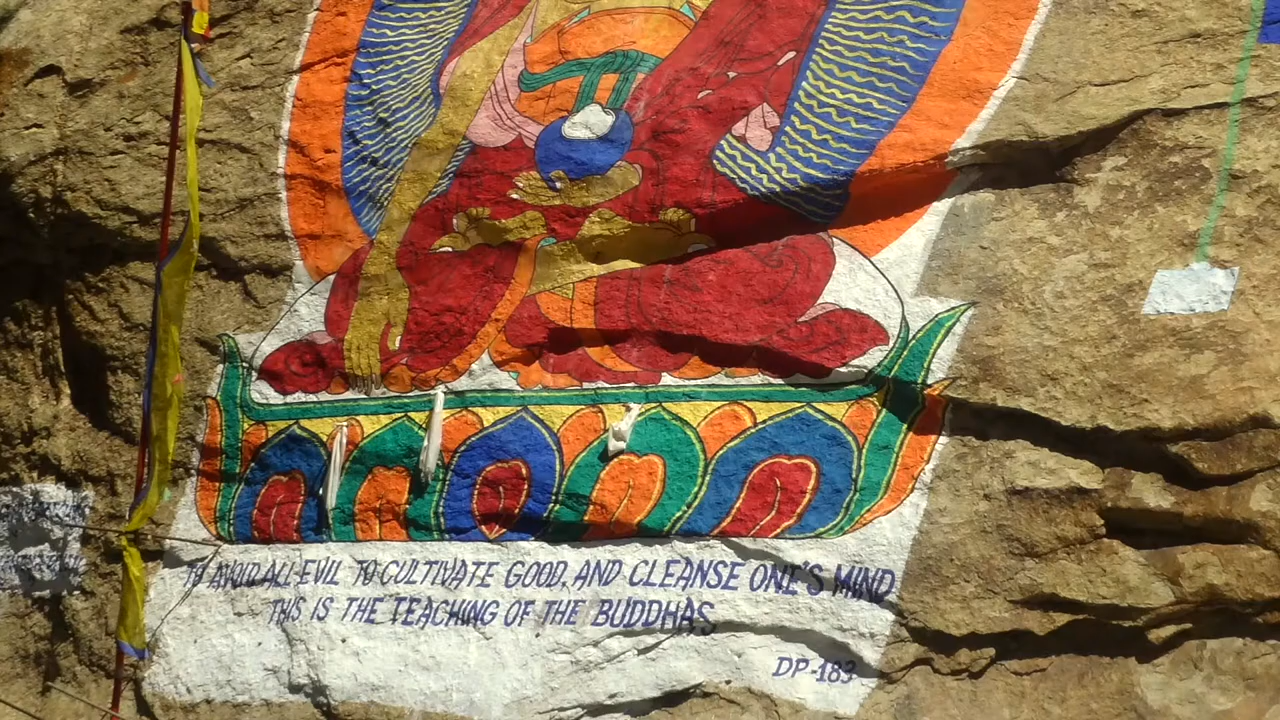 TO AVOID ALL EVIL TO CULTIVATE GOOD, AND CLEANSE ONE'S MIND
THIS IS THE TEACHING OF THE BUDDHAS
DP-183